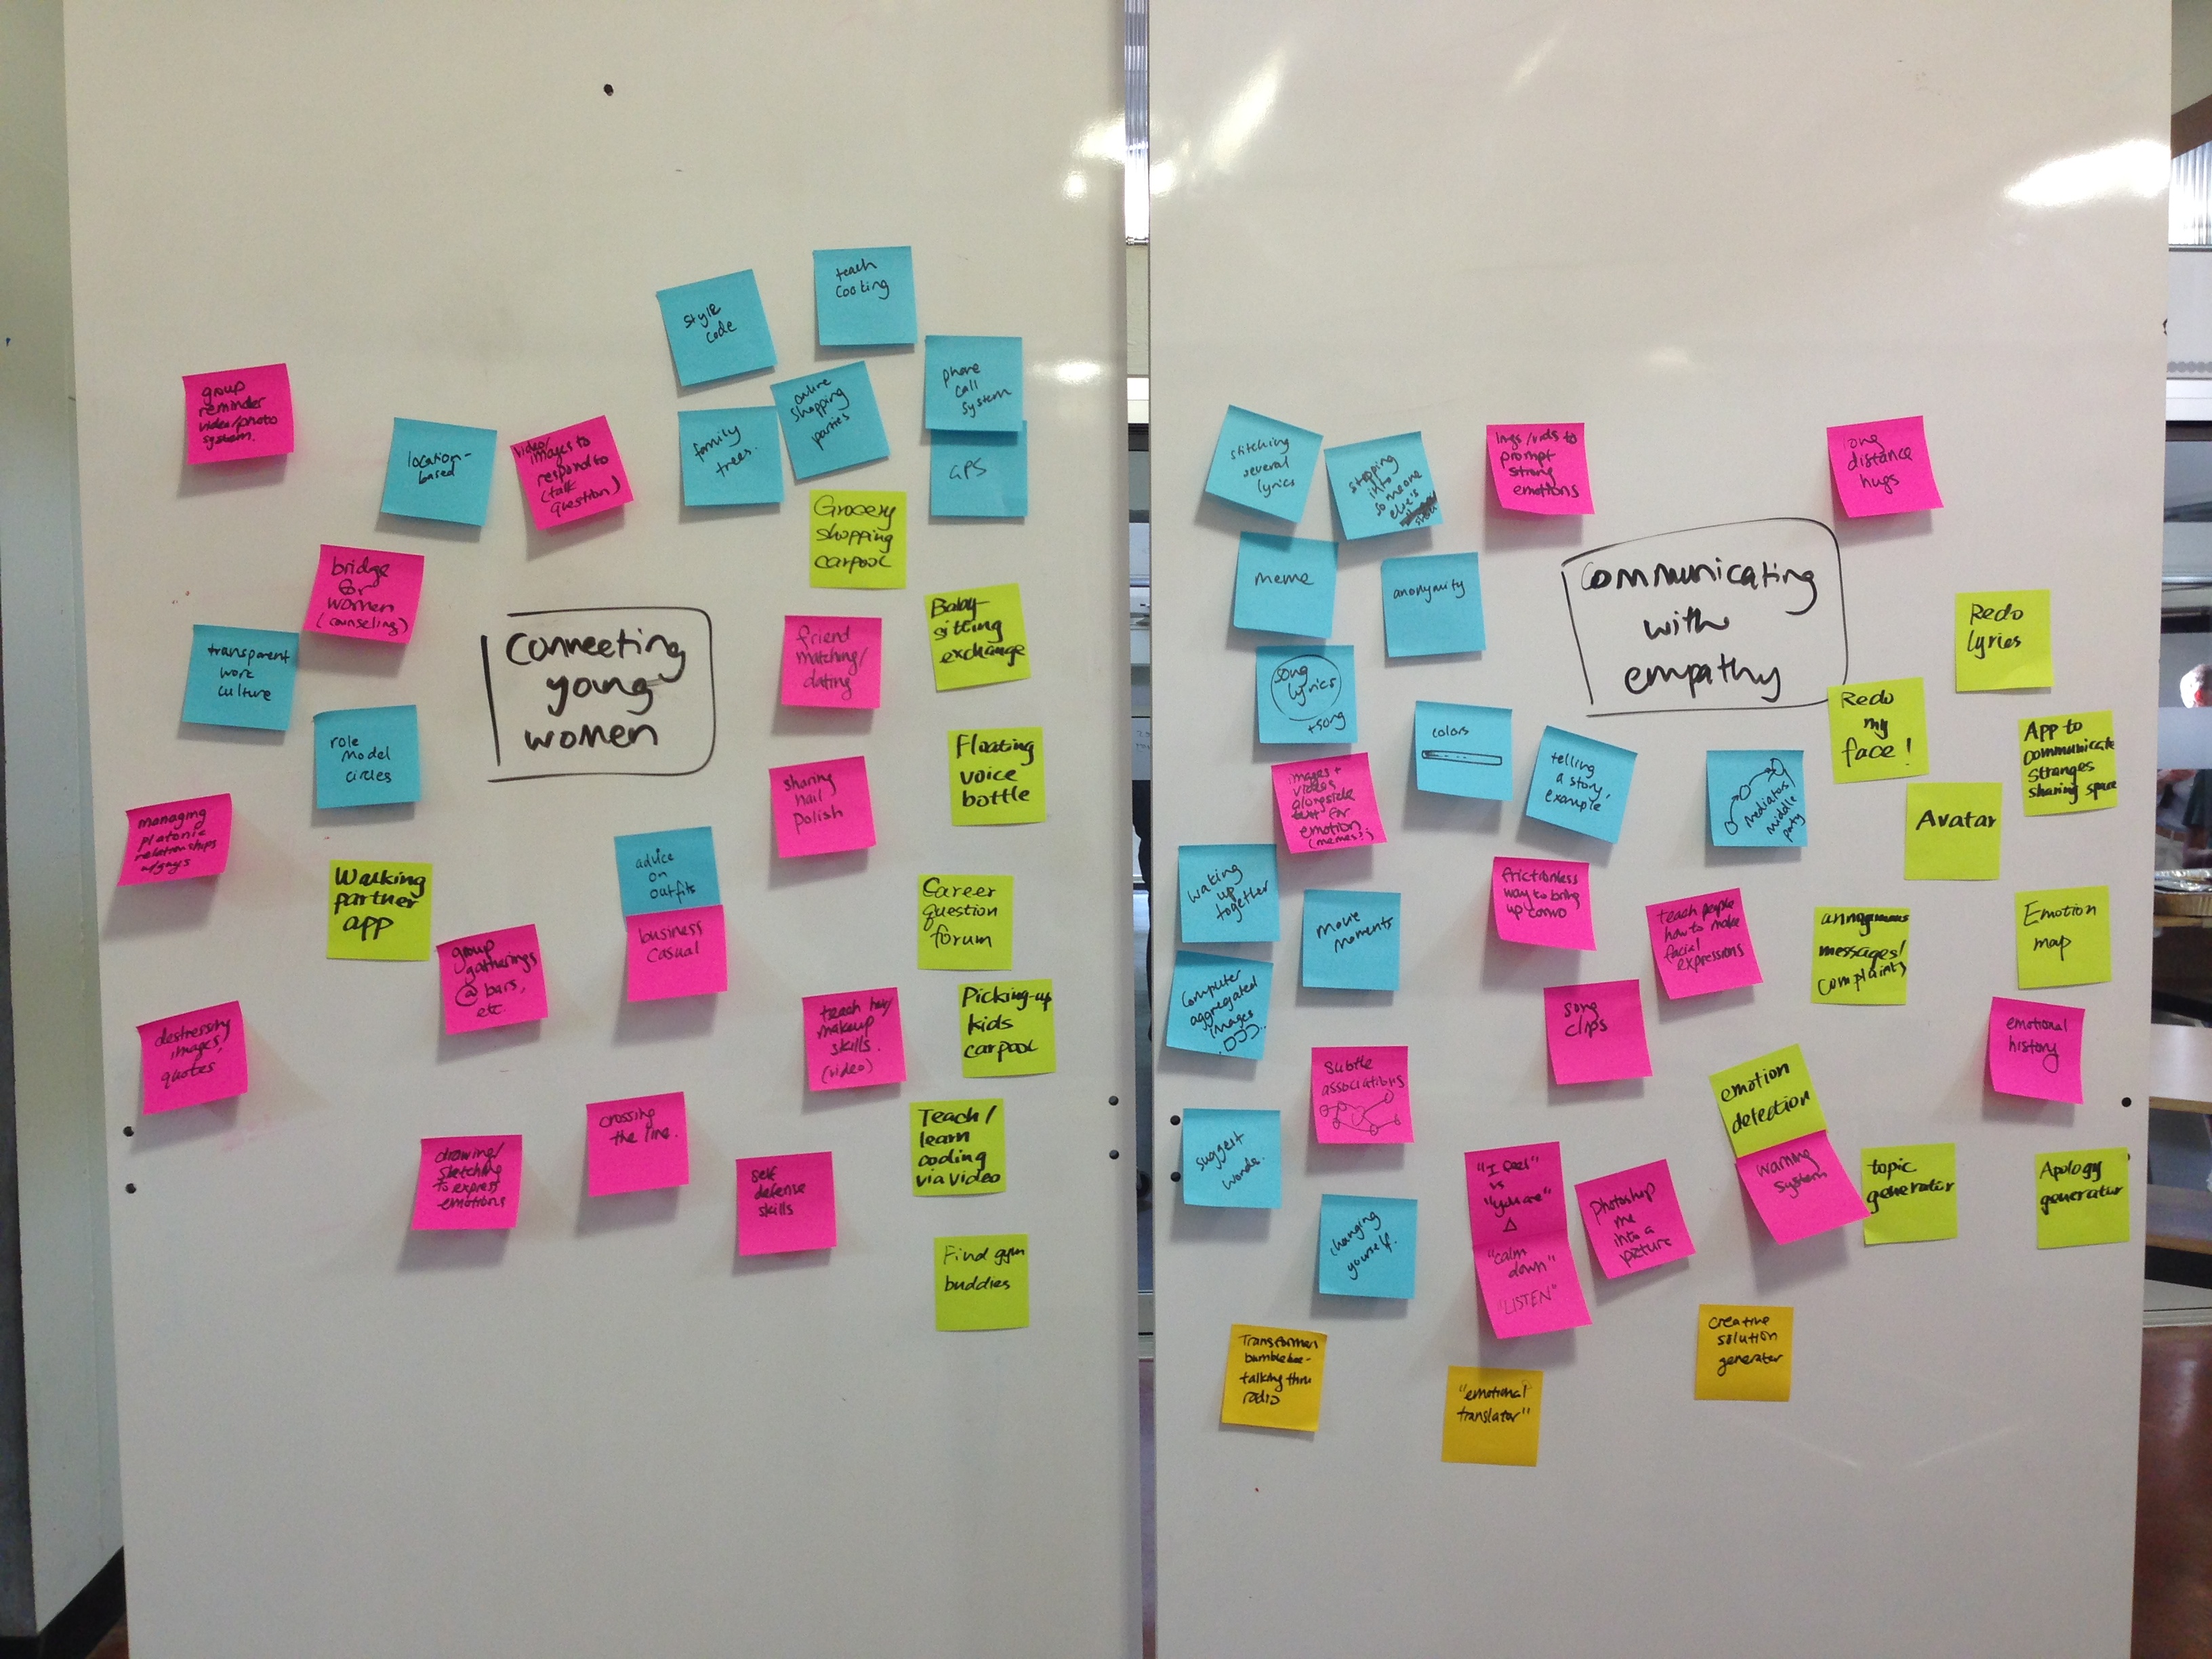 style
code
teach
cooking
phone
call
system
online
shopping
parties
family
trees.
GPS
group
reminder
video/photo
system.
location-
based
video/
images to
respond to
(talk
question)
Grocery
shopping
carpool
bridge
for
women
(counseling)
Baby-
sitting
exchange
transparent
work
culture
Connecting
young
women
friend
matching/
dating
role
model
circles
Floating
voice
bottle
sharing
nail
polish
managing
platonic
relationships
w/guys
Walking
partner
app
advice
on
outfits
business
casual
Career
question
forum
group
gatherings
@ bars,
etc.
Picking-up
kids
carpool
teach hair/
makeup
skills.
(video)
destressing
images/
quotes
crossing
the line.
Teach/
learn
coding
via video
drawing/
sketching
to express
emotions
self
defense
skills
Find gym
buddies
stitching
several
lyrics
stepping
into
someone
else's
imgs/vids to
prompt
strong
emotions
long
distance
hugs
meme
anonymity
Communicating
with
empathy
Redo
lyrics
song
lyrics
+song
colors
telling
a story,
example
mediators/
middle
party
Redo
my
face!
App to
communicate
stranges
sharing space
images +
videos
alongside
text for
emotion
(memes)
Avatar
waking
up
together
movie
moments
frictionless
way to bring
up convo
teach people
how to make
facial
expressions
messages/
complaints
Emotion
map
computer
aggregated
images
song
clips
emotional
history
subtle
associations
emotion
detection
warning
system
suggest
words.
"I feel"
vs
"you are"
Δ
"calm
down"
"LISTEN"
photoshop
me
into a
picture
topic
generator
Apology
generator
changing
yourself.
Transformers
bumblebee-
talking thru
radio
"emotional
translator"
creative
solution
generator